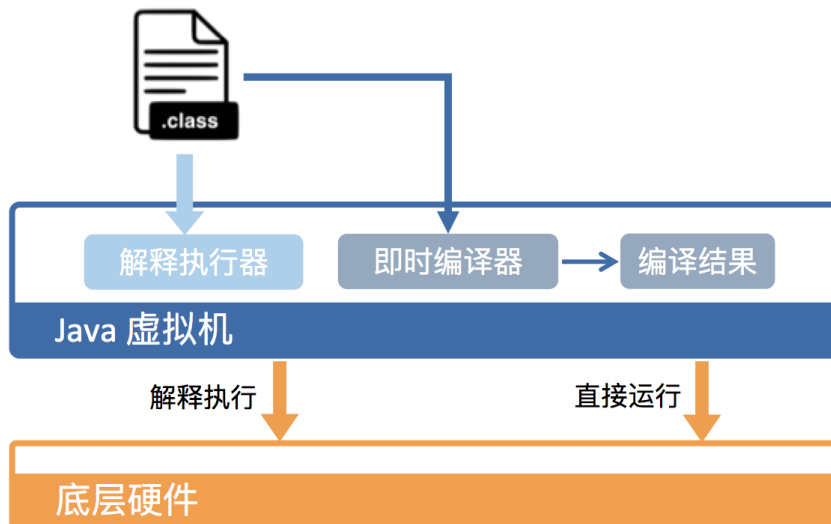 .class
解释执行器
即时编译器
编译结果
Java 虚拟机
解释执行
直接运行
底层硬件